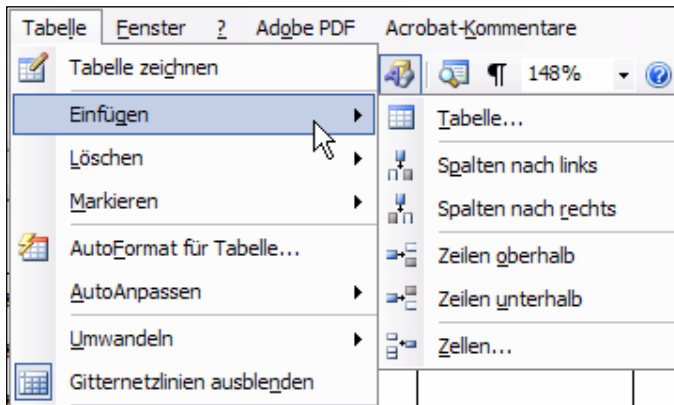 Tabelle Fenster ? Adobe PDF Acrobat-Kommentare
Tabelle zeichnen
148%
Einfügen
Löschen
Markieren
AutoFormat für Tabelle...
AutoAnpassen
Umwandeln
Gitternetzlinien ausblenden
Tabelle...
Spalten nach links
Spalten nach rechts
Zeilen oberhalb
Zeilen unterhalb
Zellen...